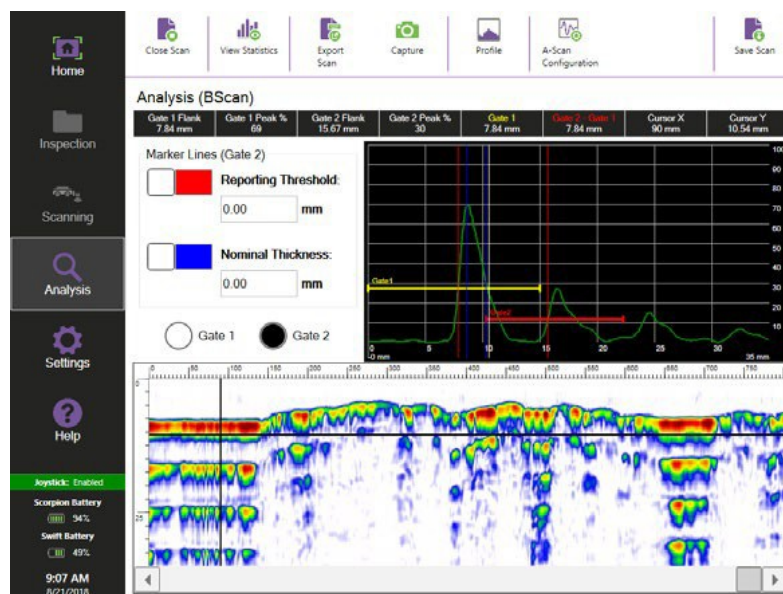 Home
Inspection
Scanning
Analysis
Settings
Help
Joystick: Enabled
Scorpion Battery
94%
Swift Battery
49%
9:07 AM
8/21/2018
Close Scan
View Statistics
Export Scan
Capture
Profile
A-Scan Configuration
Save Scan
Analysis (BScan)
Gate 1 Flank 7.84 mm
Gate 1 Peak % 69
Gate 2 Flank 15.67 mm
Gate 2 Peak % 30
Gate 1 7.84 mm
Gate 2 - Gate 1 7.84 mm
Cursor X 90 mm
Cursor Y 10.54 mm
Marker Lines (Gate 2)
Reporting Threshold:
0.00 mm
Nominal Thickness:
0.00 mm
Gate 1 Gate 2
100
90
80
70
60
50
40
30
20
10
Gate1
Gate2
-0 mm 5 10 15 20 25 30 35 mm
0 50 100 150 200 250 300 350 400 450 500 550 600 650 700 750
0
25